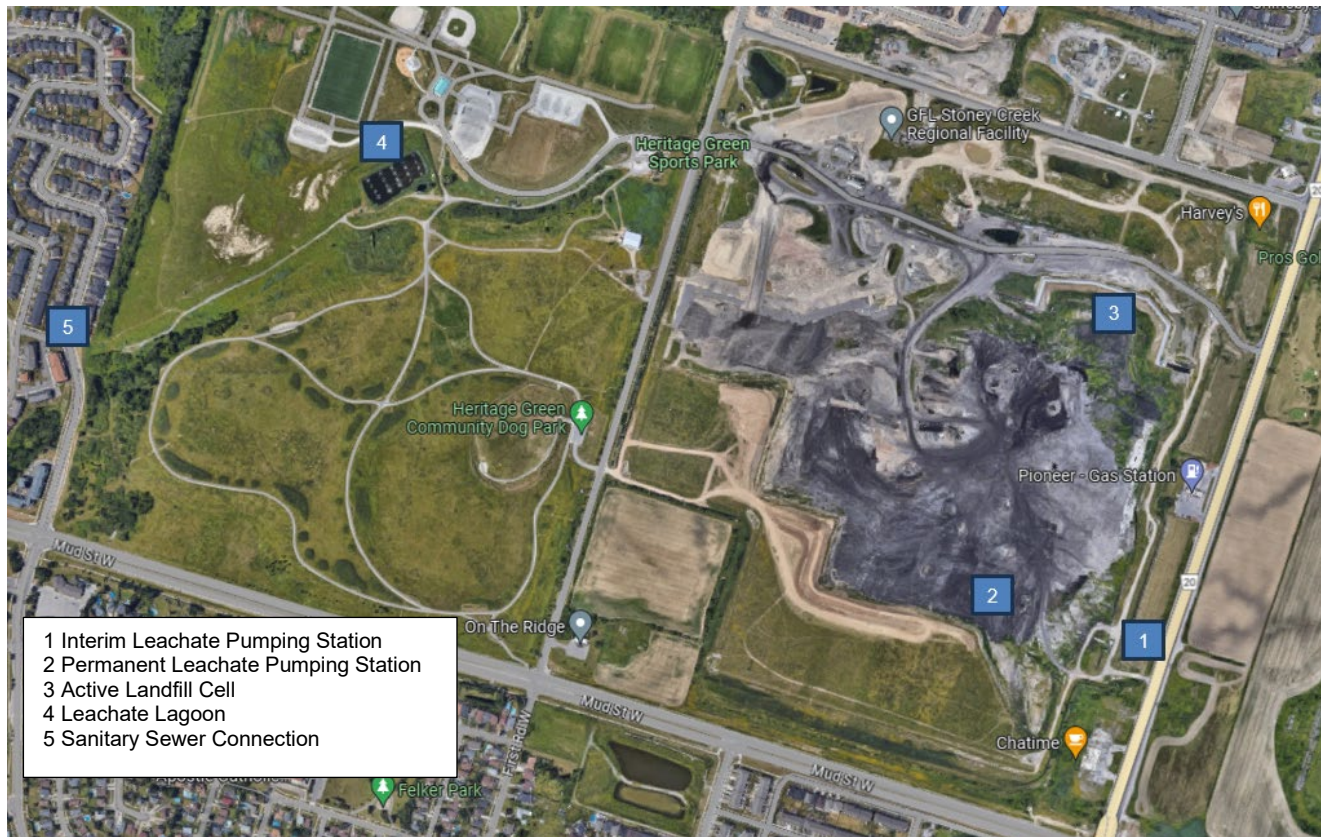 4
GFL Stoney Creek
Regional Facility
Heritage Green
Sports Park
20
Harvey's
Pros Gol
3
5
Heritage Green
Community Dog Park
Pioneer - Gas Station
Mud St W
20
2
1
On The Ridge
1 Interim Leachate Pumping Station
2 Permanent Leachate Pumping Station
3 Active Landfill Cell
4 Leachate Lagoon
5 Sanitary Sewer Connection
Mud St W
First Rd W
Chatime
Mud St W
Felker Park